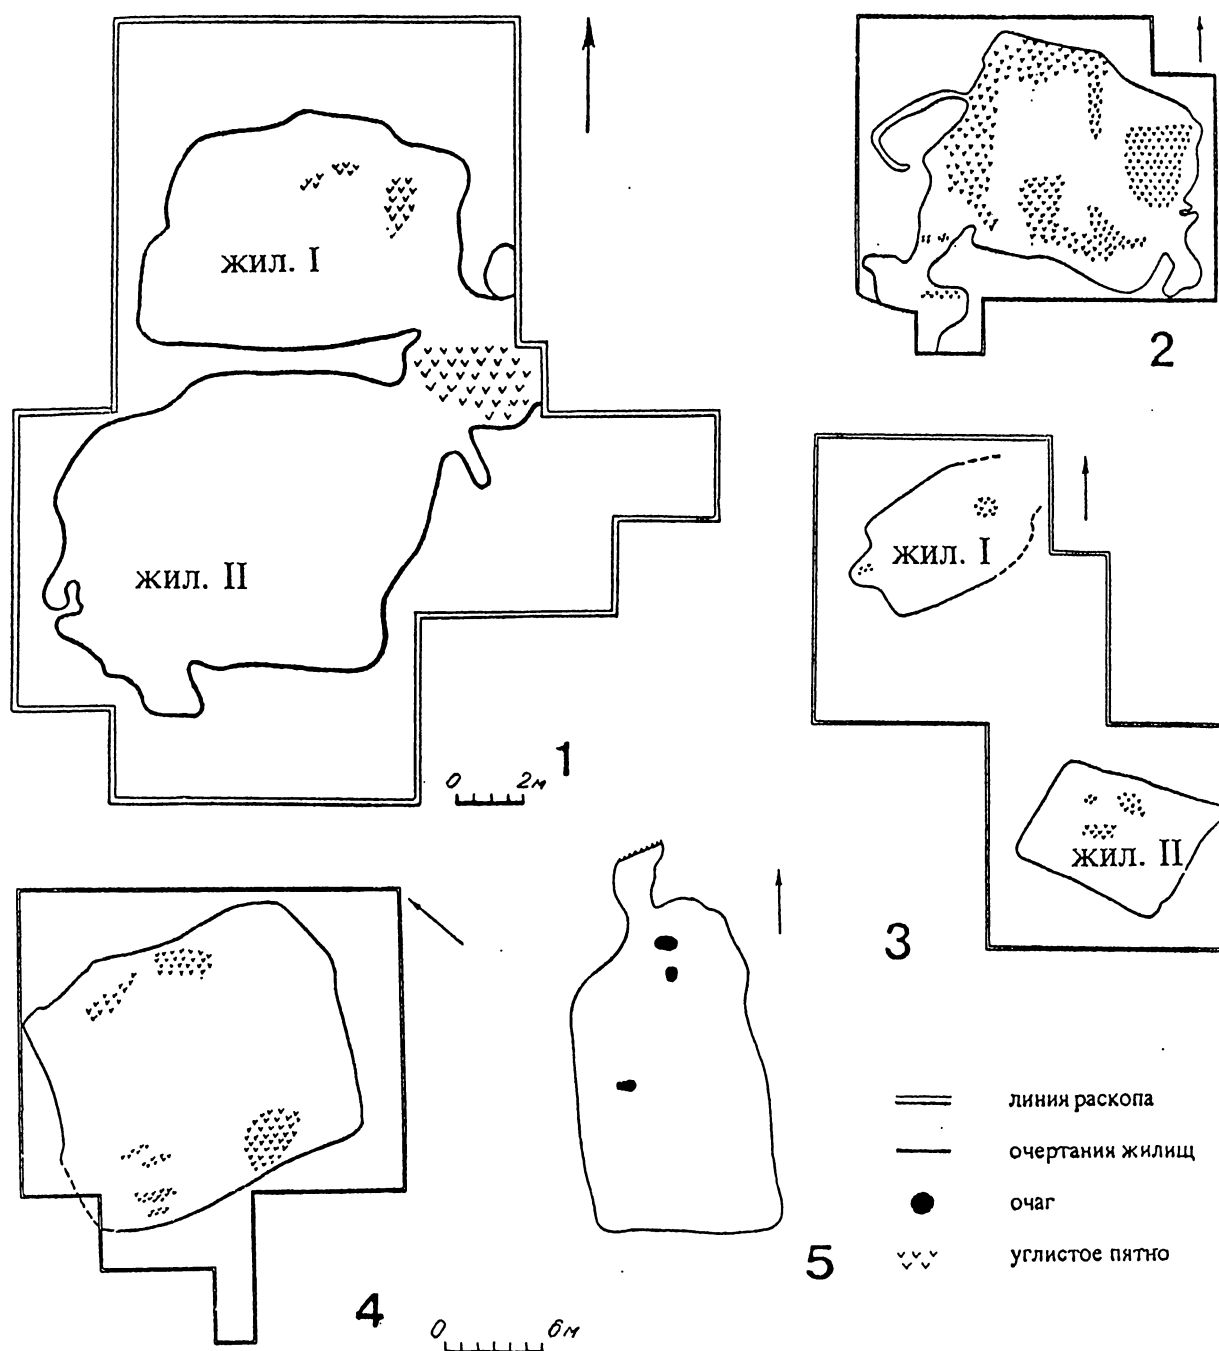 жил. I
жил. II
0 2м
1
2
жил. I
жил. II
3
4
0 6м
5
линия раскопа
очертания жилищ
очаг
углистое пятно